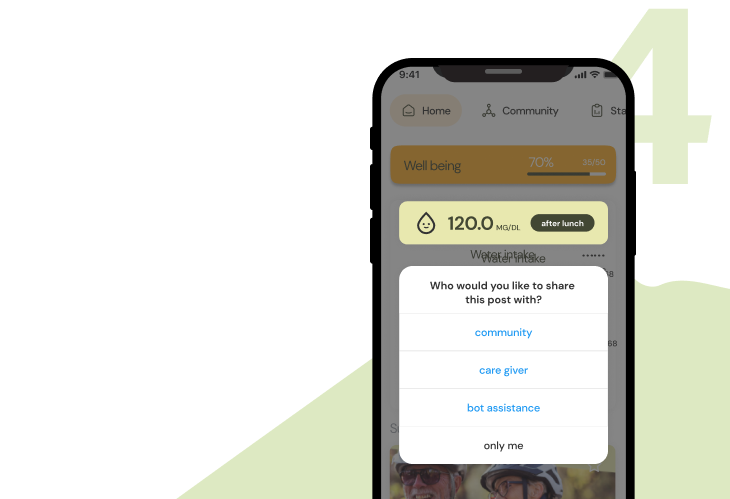 4
9:41
Home
Community
Sta
Well being
70%
35/50
120.0 MG/DL
after lunch
Water intake
Water intake
68
Who would you like to share
this post with?
community
care giver
bot assistance
only me